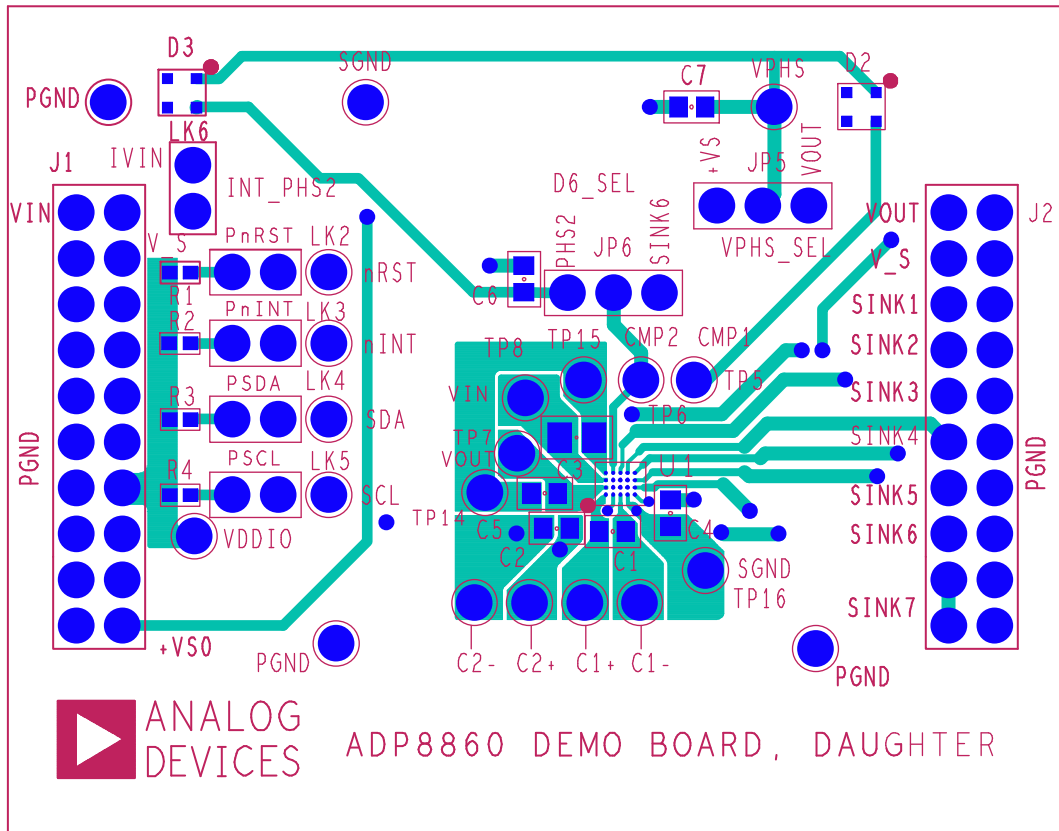 D3
SGND
C7
VPHS
D2
PGND
LK6
IVIN
INT_PHS2
+VS
JP5
VOUT
J1
D6_SEL
VIN
VOUT
J2
V_S
PnRST
LK2
PHS2
JP6
SINK6
VPHS_SEL
V_S
nRST
R1
C6
SINK1
PnINT
LK3
R2
nINT
TP8
TP15
CMP2
CMP1
SINK2
PSDA
LK4
VIN
TP5
SINK3
R3
SDA
TP6
TP7
SINK4
PGND
PSCL
LK5
VOUT
C3
U1
PGND
R4
SCL
SINK5
TP14
C5
C4
VDDIO
C2
C1
SINK6
SGND
TP16
SINK7
+VSO
PGND
C2-
C2+
C1+
C1-
PGND
ANALOG
DEVICES
ADP8860 DEMO BOARD, DAUGHTER